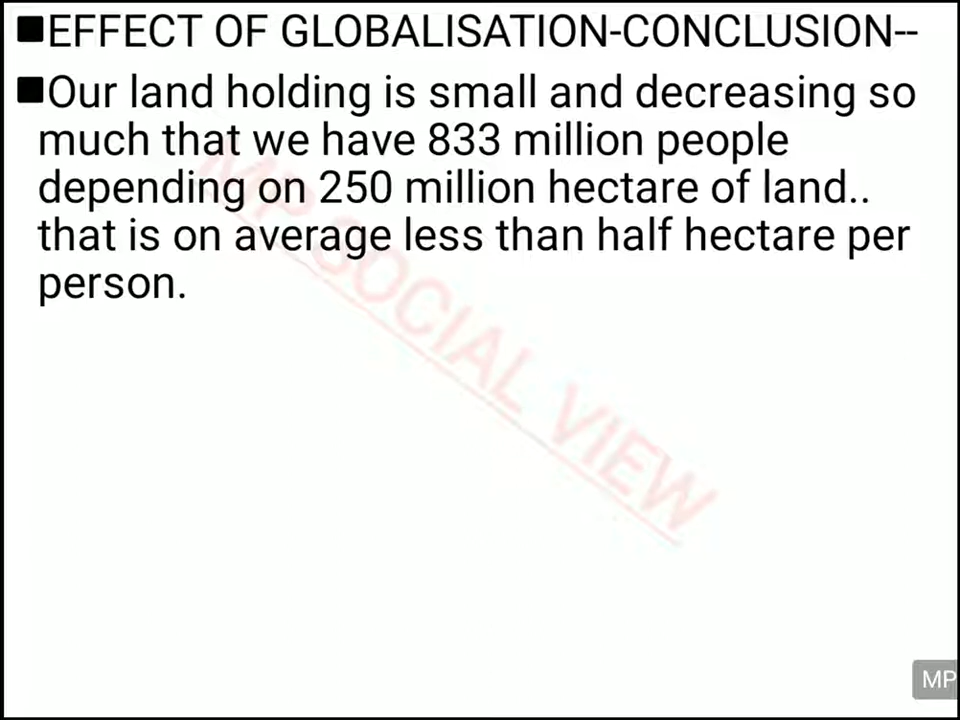 ■EFFECT OF GLOBALISATION-CONCLUSION--
■Our land holding is small and decreasing so
much that we have 833 million people
depending on 250 million hectare of land..
that is on average less than half hectare per
person.
MP SOCIAL VIEW
MP